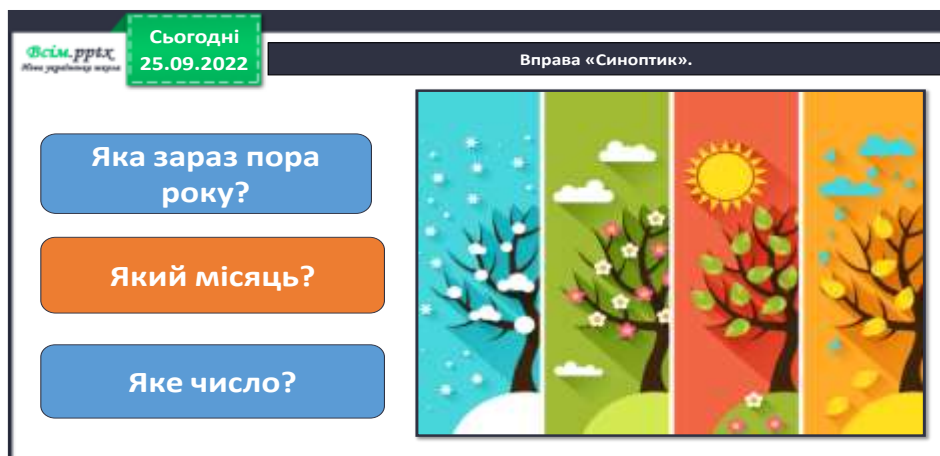 Всім.pptx
Нова українська школа
Сьогодні
25.09.2022
Вправа «Синоптик».
Яка зараз пора
року?
Який місяць?
Яке число?